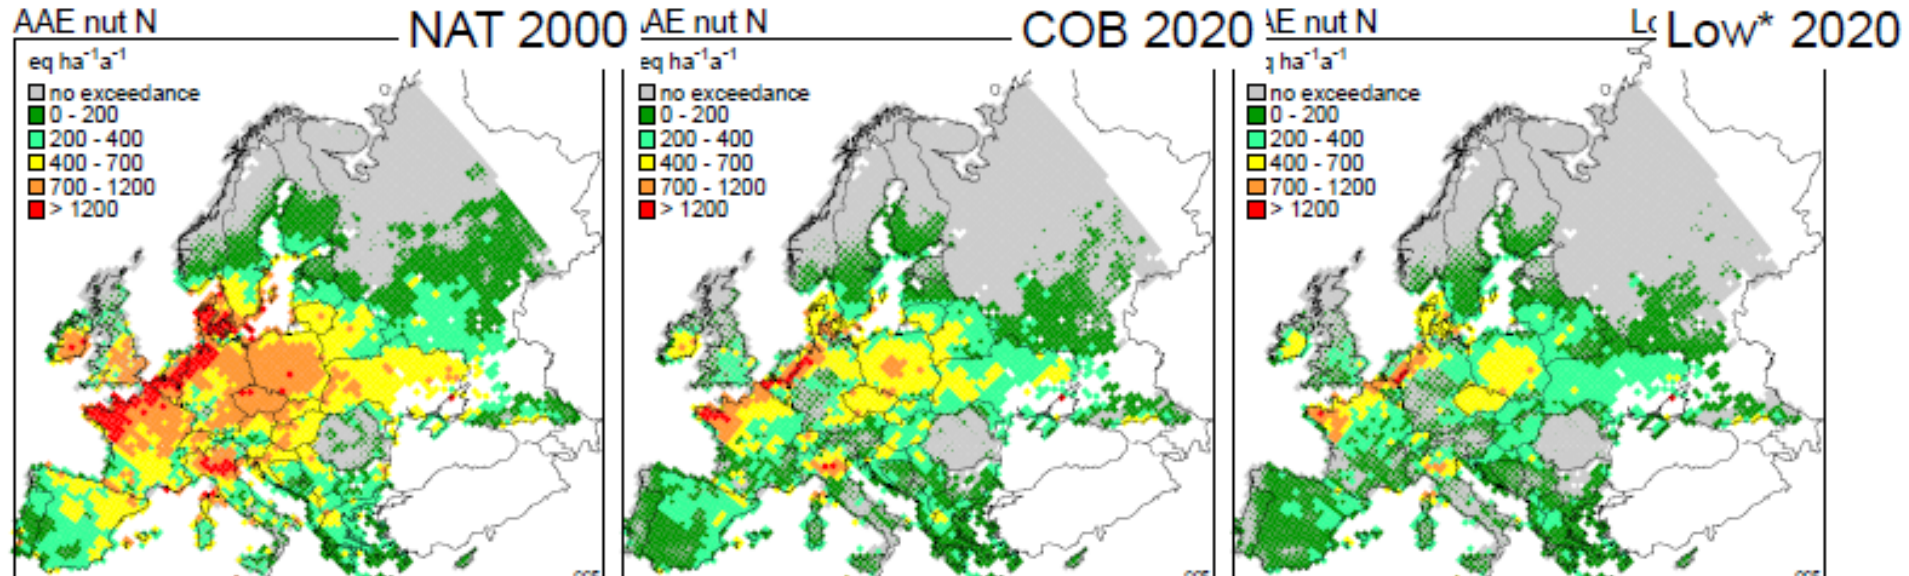 AAE nut N
NAT 2000
eq ha⁻¹a⁻¹
no exceedance
0 - 200
200 - 400
400 - 700
700 - 1200
> 1200
AE nut N
COB 2020
eq ha⁻¹a⁻¹
no exceedance
0 - 200
200 - 400
400 - 700
700 - 1200
> 1200
AE nut N
Low* 2020
ha⁻¹a⁻¹
no exceedance
0 - 200
200 - 400
400 - 700
700 - 1200
> 1200